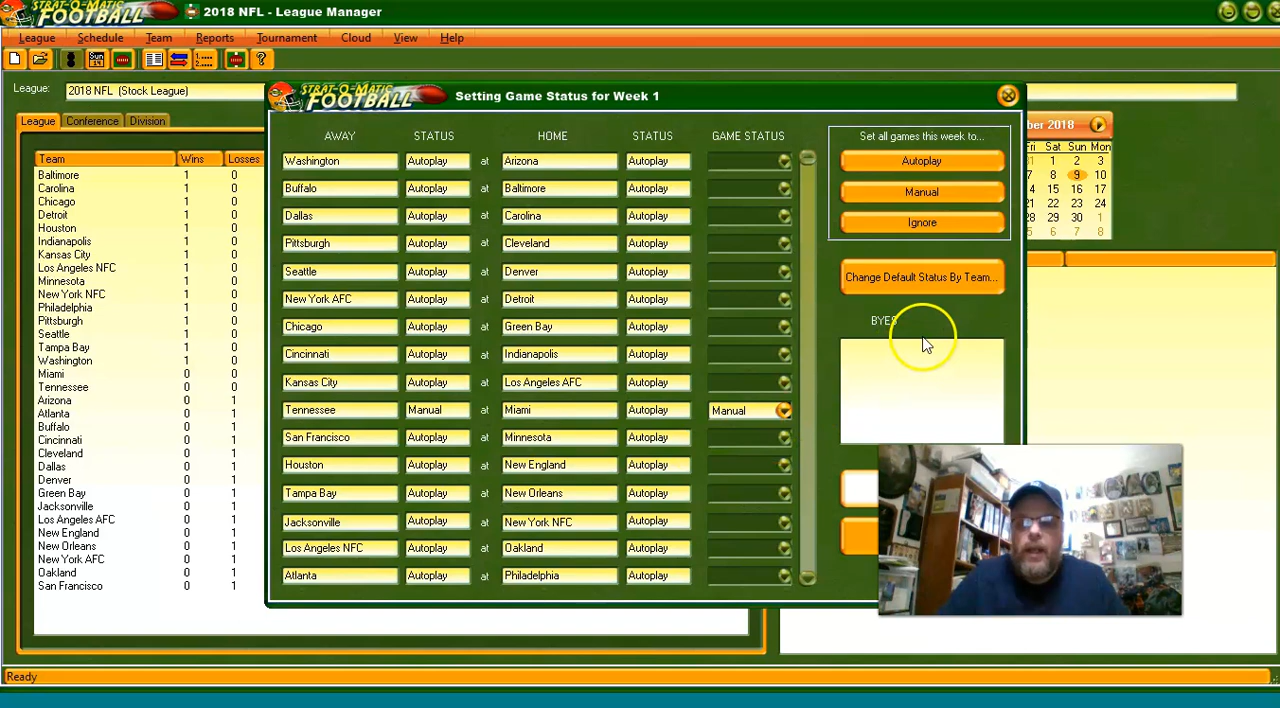 STRAT-O-MATIC
FOOTBALL
2018 NFL - League Manager
League Schedule Team Reports Tournament Cloud View Help
League: 2018 NFL (Stock League)
League Conference Division
Team Wins Losses
Baltimore 1 0
Carolina 1 0
Chicago 1 0
Detroit 1 0
Houston 1 0
Indianapolis 1 0
Kansas City 1 0
Los Angeles NFC 1 0
Minnesota 1 0
New York NFC 1 0
Philadelphia 1 0
Pittsburgh 1 0
Seattle 1 0
Tampa Bay 1 0
Washington 1 0
Miami 0 0
Tennessee 0 0
Arizona 0 1
Atlanta 0 1
Buffalo 0 1
Cincinnati 0 1
Cleveland 0 1
Dallas 0 1
Denver 0 1
Green Bay 0 1
Jacksonville 0 1
Los Angeles AFC 0 1
New England 0 1
New Orleans 0 1
New York AFC 0 1
Oakland 0 1
San Francisco 0 1
STRAT-O-MATIC
FOOTBALL
Setting Game Status for Week 1
AWAY STATUS HOME STATUS GAME STATUS
Washington Autoplay at Arizona Autoplay
Buffalo Autoplay at Baltimore Autoplay
Dallas Autoplay at Carolina Autoplay
Pittsburgh Autoplay at Cleveland Autoplay
Seattle Autoplay at Denver Autoplay
New York AFC Autoplay at Detroit Autoplay
Chicago Autoplay at Green Bay Autoplay
Cincinnati Autoplay at Indianapolis Autoplay
Kansas City Autoplay at Los Angeles AFC Autoplay
Tennessee Manual at Miami Autoplay Manual
San Francisco Autoplay at Minnesota Autoplay
Houston Autoplay at New England Autoplay
Tampa Bay Autoplay at New Orleans Autoplay
Jacksonville Autoplay at New York NFC Autoplay
Los Angeles NFC Autoplay at Oakland Autoplay
Atlanta Autoplay at Philadelphia Autoplay
Set all games this week to...
Autoplay
Manual
Ignore
Change Default Status By Team...
BYES
ber 2018
Fri Sat Sun Mon
31 1 2 3
7 8 9 10
14 15 16 17
21 22 23 24
28 29 30 1
5 6 7 8
Ready